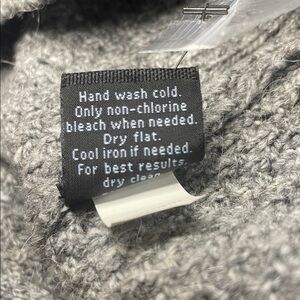 Hand wash cold.
Only non-chlorine
bleach when needed.
Dry flat.
Cool iron if needed.
For best results,
dry clean